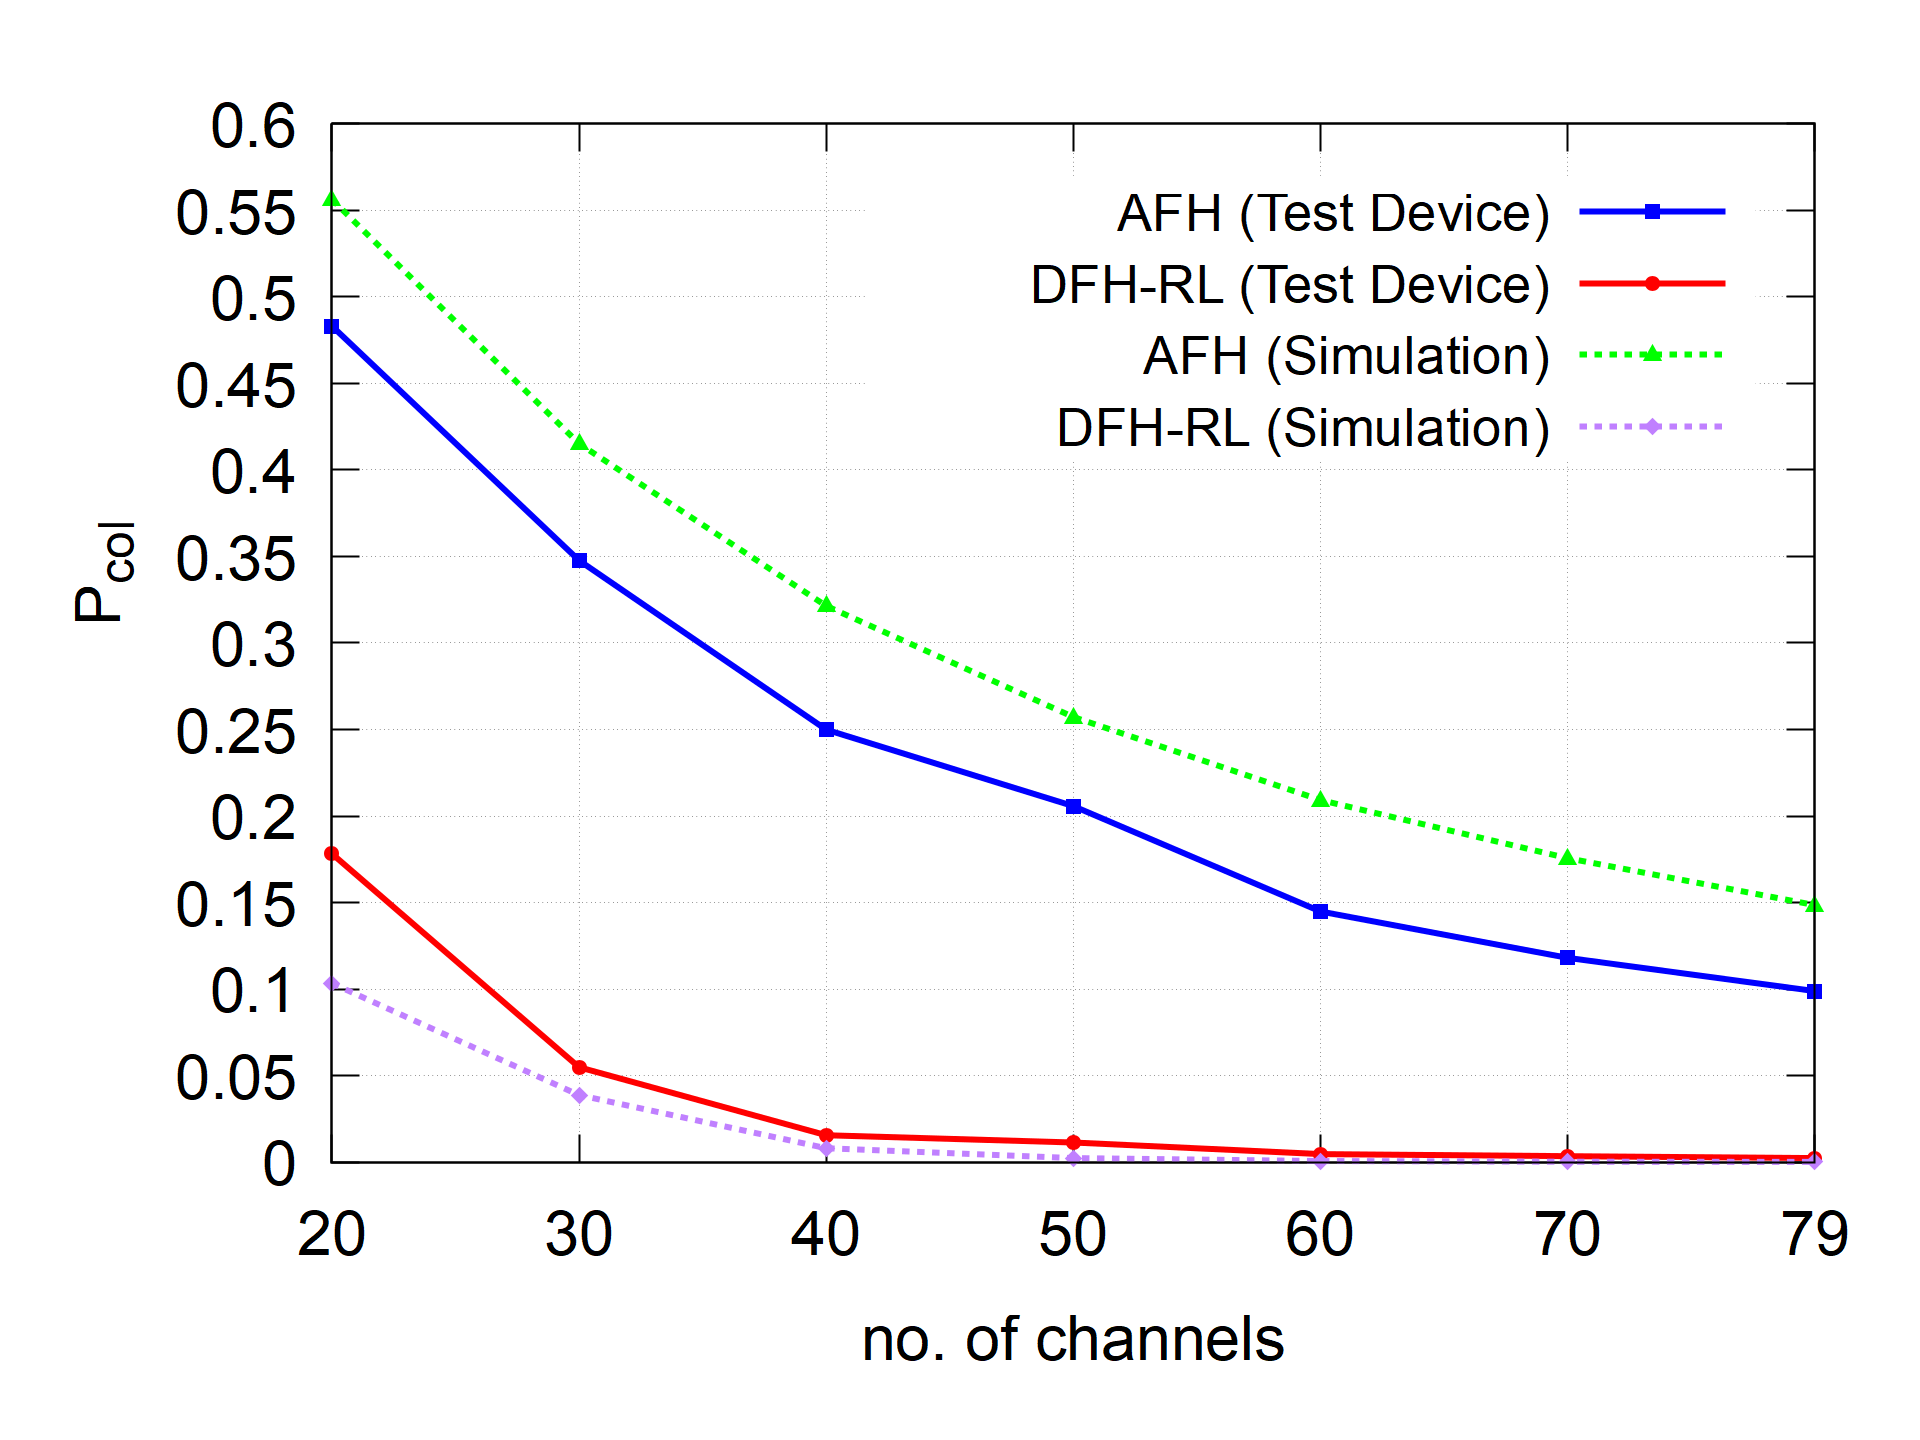 0.6
0.55
0.5
0.45
0.4
0.35
0.3
0.25
0.2
0.15
0.1
0.05
0
P_col
AFH (Test Device)
DFH-RL (Test Device)
AFH (Simulation)
DFH-RL (Simulation)
20 30 40 50 60 70 79
no. of channels